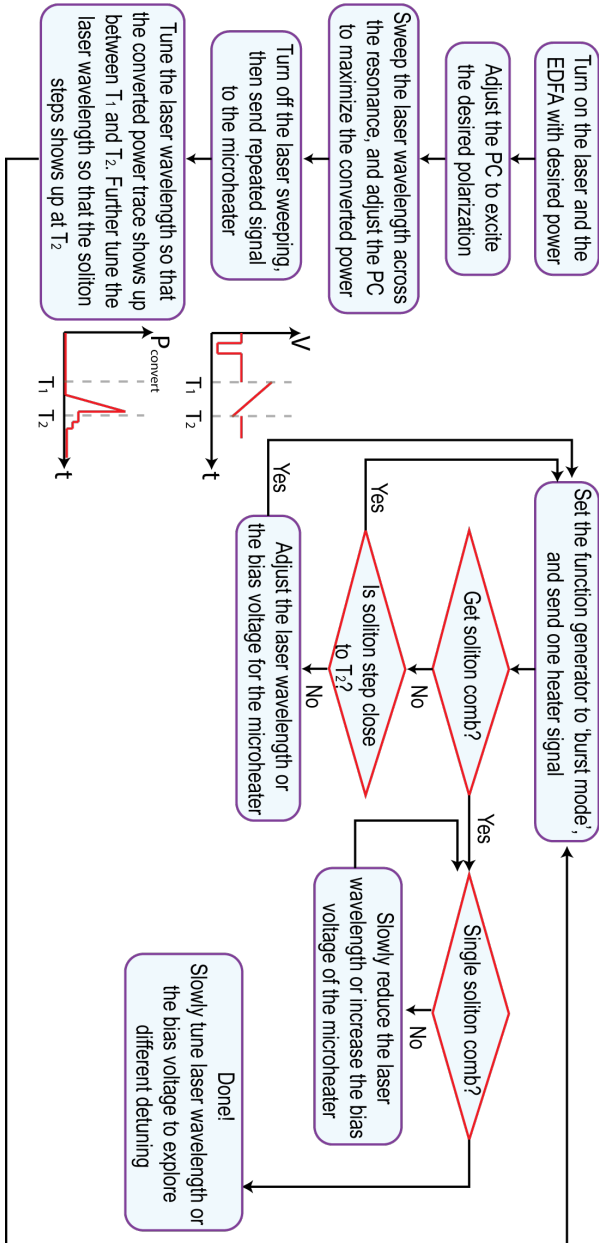 Turn on the laser and the
EDFA with desired power
Adjust the PC to excite
the desired polarization
Sweep the laser wavelength across
the resonance, and adjust the PC
to maximize the converted power
Turn off the laser sweeping,
then send repeated signal
to the microheater
Tune the laser wavelength so that
the converted power trace shows up
between T₁ and T₂. Further tune the
laser wavelength so that the soliton
steps shows up at T₂
V
T₁
T₂
t
P convert
T₁
T₂
t
Set the function generator to 'burst mode',
and send one heater signal
Get soliton comb?
Yes
No
Is soliton step close
to T₂?
Yes
No
Adjust the laser wavelength or
the bias voltage for the microheater
Yes
Single soliton comb?
No
Slowly reduce the laser
wavelength or increase the bias
voltage of the microheater
Done!
Slowly tune laser wavelength or
the bias voltage to explore
different detuning